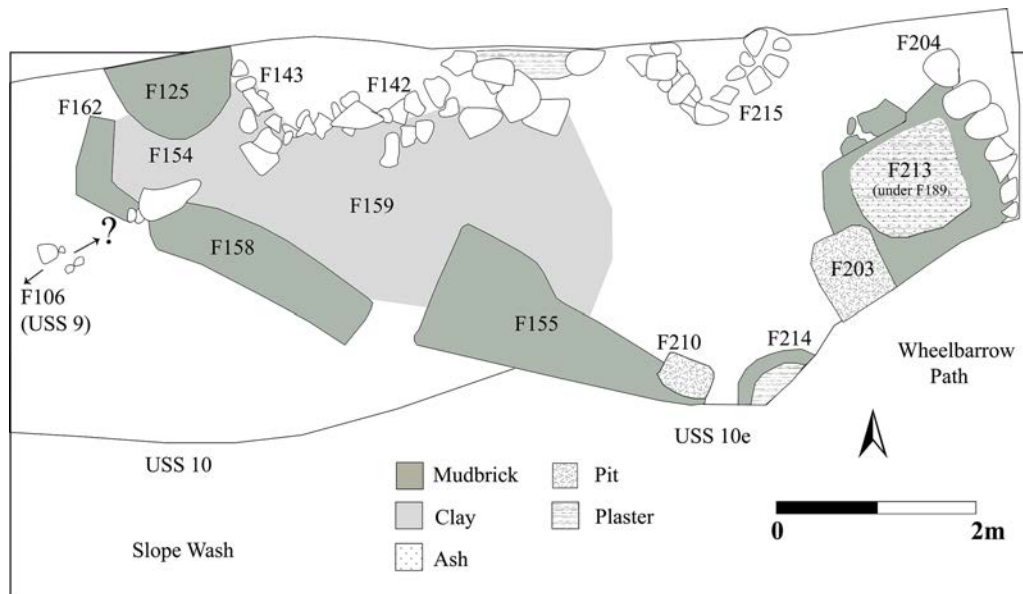 F204
F143
F142
F125
F162
F215
F154
F213
(under F189)
F159
?
F158
F203
F106
(USS 9)
F155
F210
F214
Wheelbarrow
Path
USS 10e
USS 10
Mudbrick
Pit
Clay
Plaster
Ash
0
2m
Slope Wash